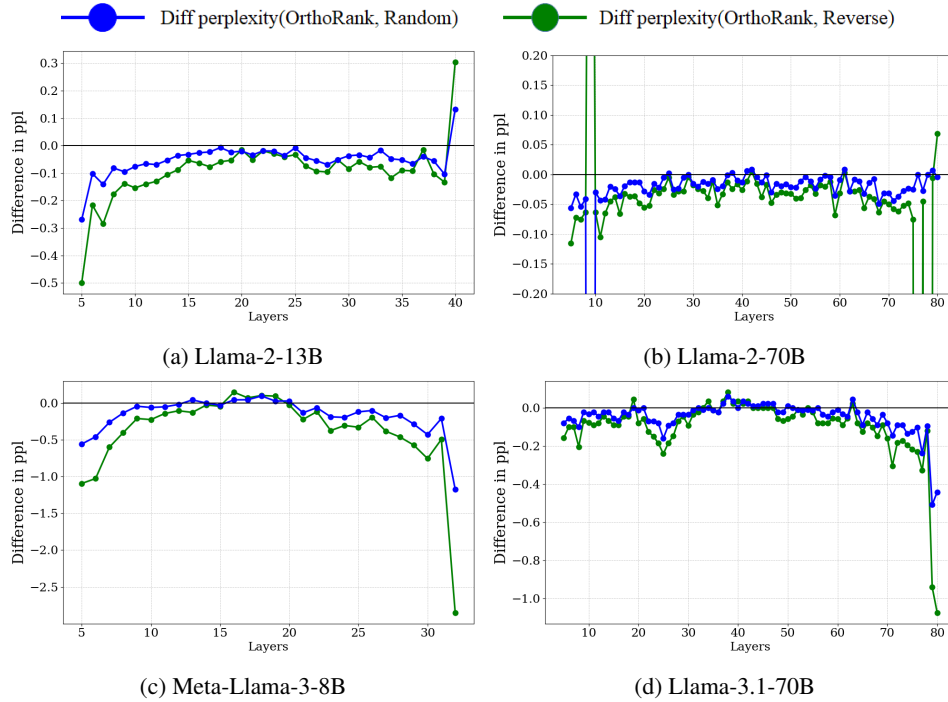 Diff perplexity(OrthoRank, Random) Diff perplexity(OrthoRank, Reverse)
0.3
0.2
0.1
0.0
−0.1
−0.2
−0.3
−0.4
−0.5
Difference in ppl
5 10 15 20 25 30 35 40
Layers
(a) Llama-2-13B
0.20
0.15
0.10
0.05
0.00
−0.05
−0.10
−0.15
−0.20
Difference in ppl
10 20 30 40 50 60 70 80
Layers
(b) Llama-2-70B
0.0
−0.5
−1.0
−1.5
−2.0
−2.5
Difference in ppl
5 10 15 20 25 30
Layers
(c) Meta-Llama-3-8B
0.0
−0.2
−0.4
−0.6
−0.8
−1.0
Difference in ppl
10 20 30 40 50 60 70 80
Layers
(d) Llama-3.1-70B